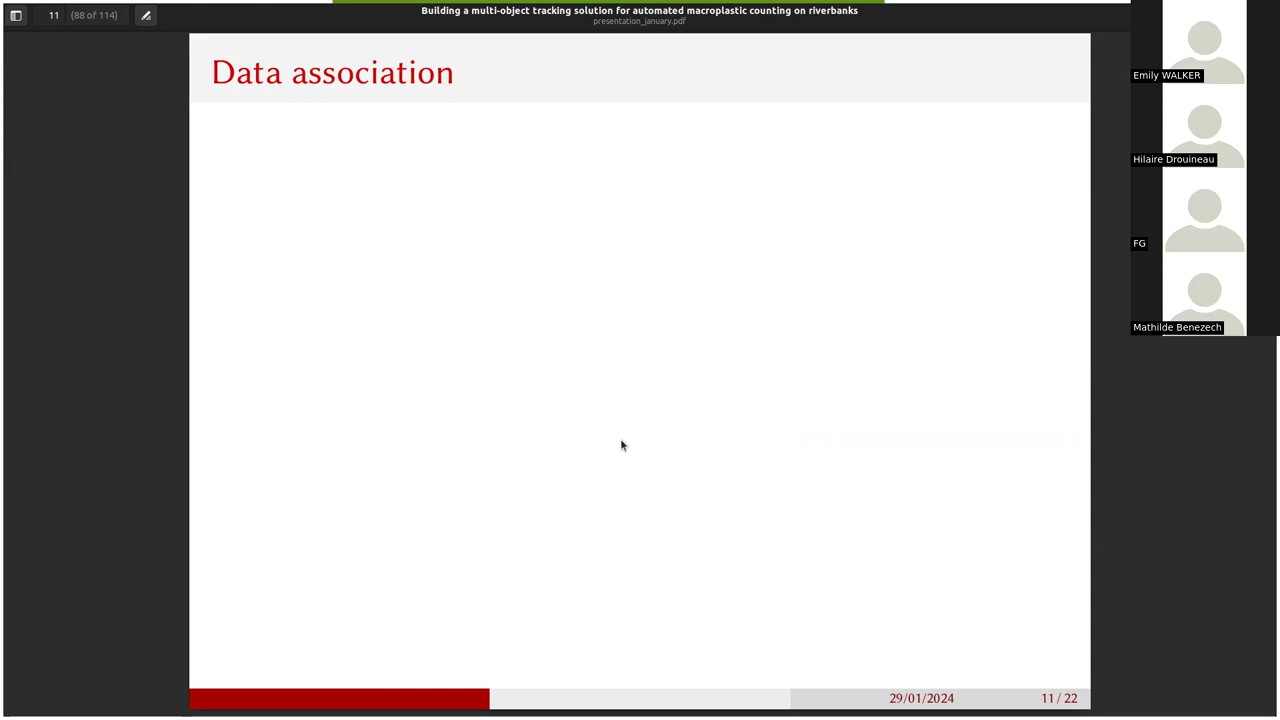 11 (88 of 114)
Building a multi-object tracking solution for automated macroplastic counting on riverbanks
presentation_january.pdf
Data association
Emily WALKER
Hilaire Drouineau
FG
Mathilde Benezech
29/01/2024 11 / 22